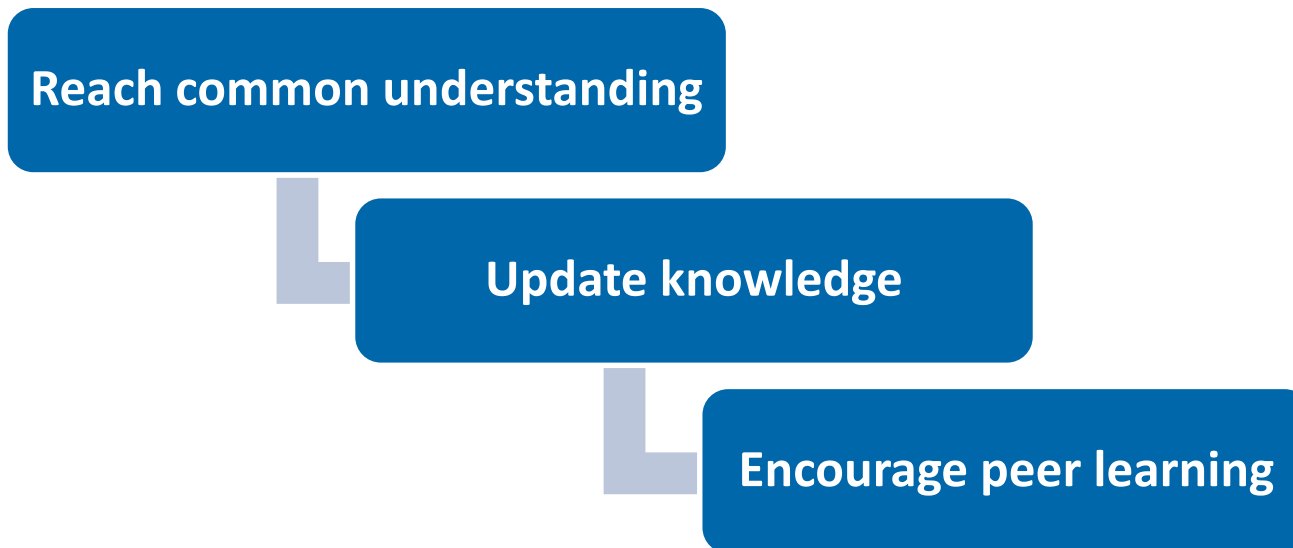 Reach common understanding
Update knowledge
Encourage peer learning